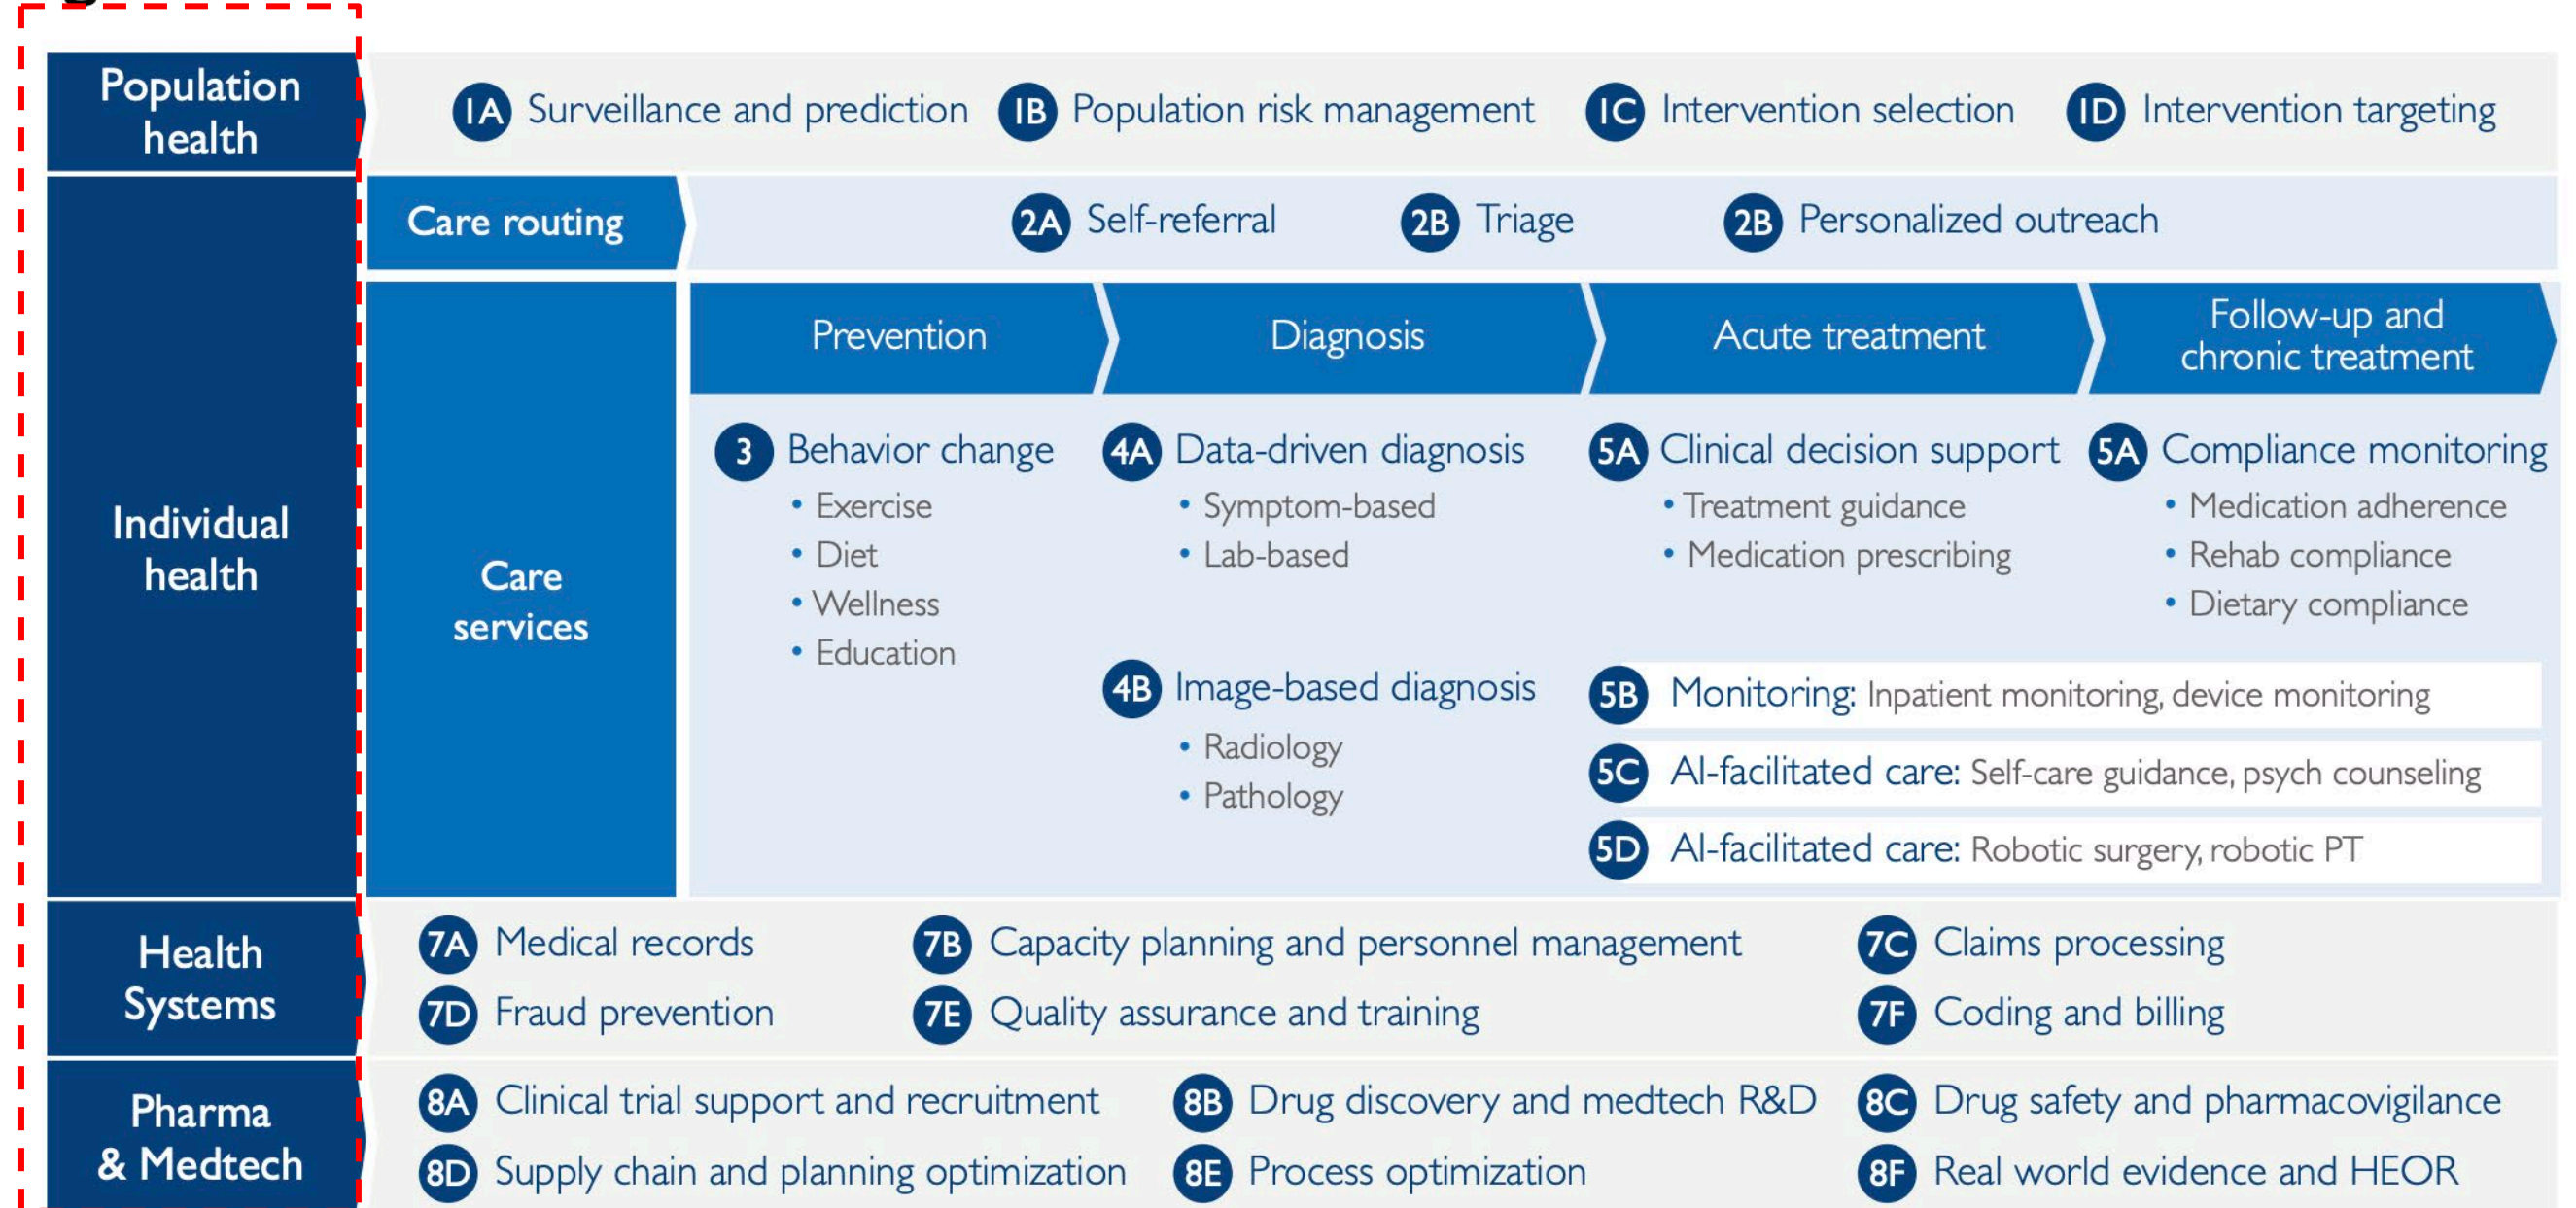 Population
health
1A Surveillance and prediction 1B Population risk management 1C Intervention selection 1D Intervention targeting
Individual
health
Care routing
2A Self-referral 2B Triage 2B Personalized outreach
Care
services
Prevention
Diagnosis
Acute treatment
Follow-up and
chronic treatment
3 Behavior change
• Exercise
• Diet
• Wellness
• Education
4A Data-driven diagnosis
• Symptom-based
• Lab-based
4B Image-based diagnosis
• Radiology
• Pathology
5A Clinical decision support
• Treatment guidance
• Medication prescribing
5A Compliance monitoring
• Medication adherence
• Rehab compliance
• Dietary compliance
5B Monitoring: Inpatient monitoring, device monitoring
5C AI-facilitated care: Self-care guidance, psych counseling
5D AI-facilitated care: Robotic surgery, robotic PT
Health
Systems
7A Medical records 7B Capacity planning and personnel management 7C Claims processing
7D Fraud prevention 7E Quality assurance and training 7F Coding and billing
Pharma
& Medtech
8A Clinical trial support and recruitment 8B Drug discovery and medtech R&D 8C Drug safety and pharmacovigilance
8D Supply chain and planning optimization 8E Process optimization 8F Real world evidence and HEOR